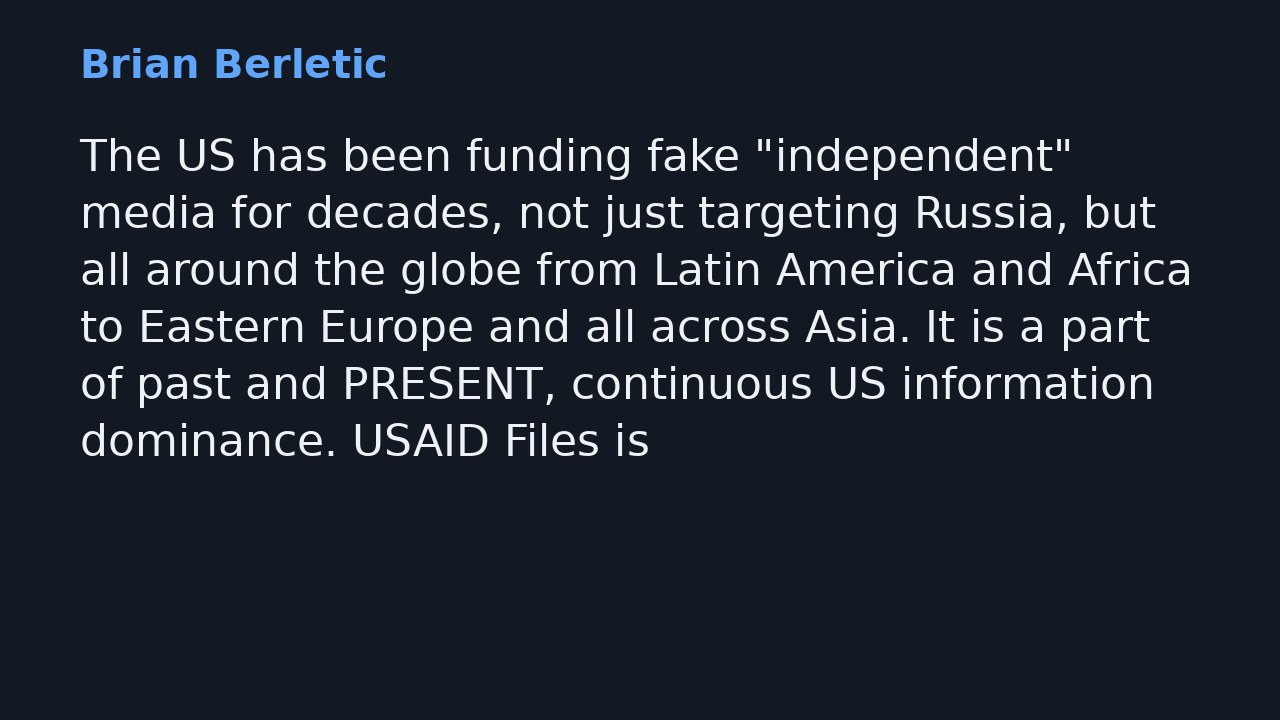 Brian Berletic
The US has been funding fake "independent"
media for decades, not just targeting Russia, but
all around the globe from Latin America and Africa
to Eastern Europe and all across Asia. It is a part
of past and PRESENT, continuous US information
dominance. USAID Files is